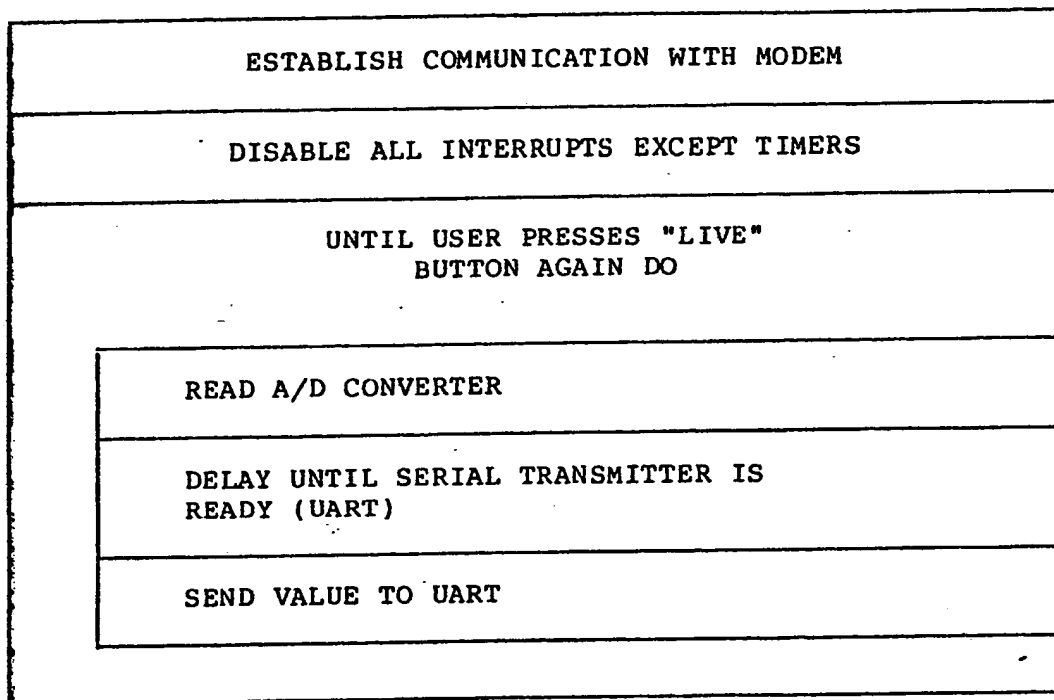 ESTABLISH COMMUNICATION WITH MODEM
DISABLE ALL INTERRUPTS EXCEPT TIMERS
UNTIL USER PRESSES "LIVE"
BUTTON AGAIN DO
READ A/D CONVERTER
DELAY UNTIL SERIAL TRANSMITTER IS
READY (UART)
SEND VALUE TO UART